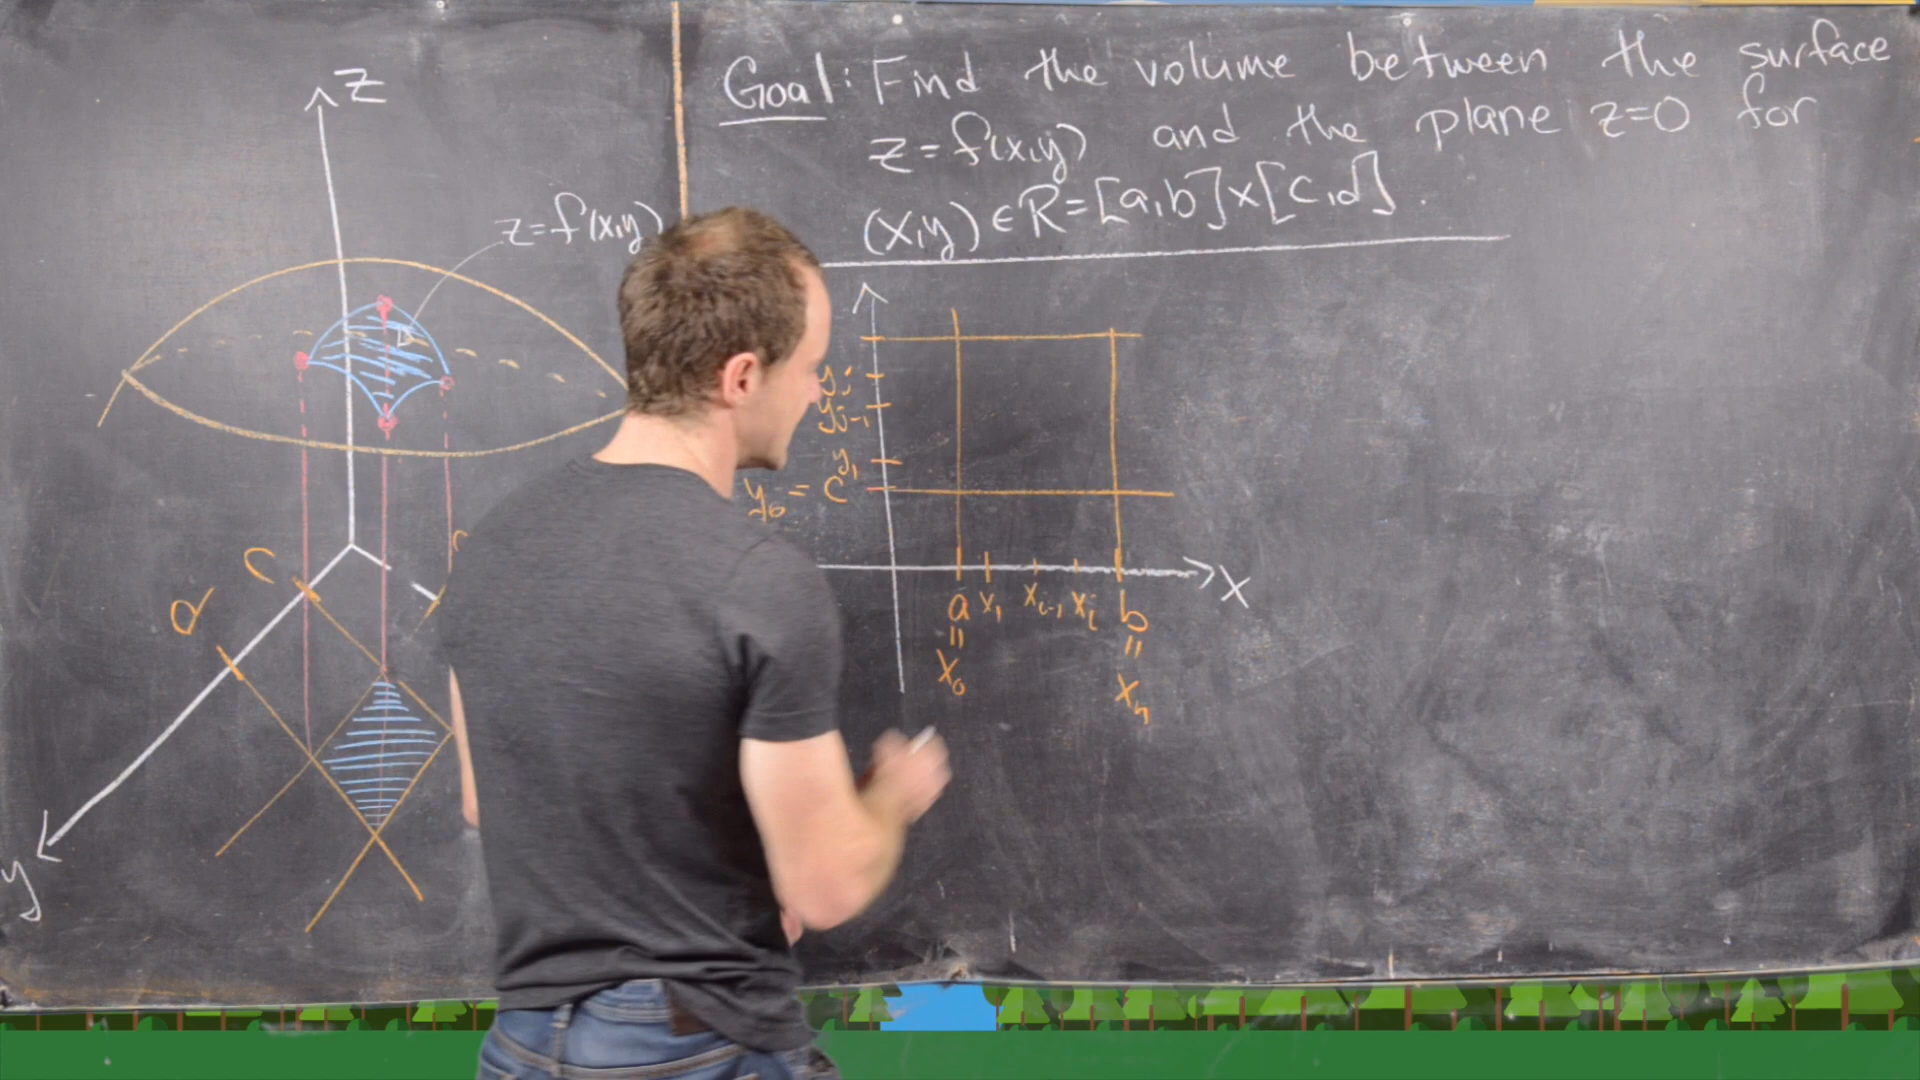 Goal: Find the volume between the surface
z=f(x,y) and the plane z=0 for
(x,y)∈R=[a,b]×[c,d].
z
z=f(x,y)
c
d
y
yj
yj-1
y1
y0 = c
x
a x1 xi-1 xi b
= =
x0 xn